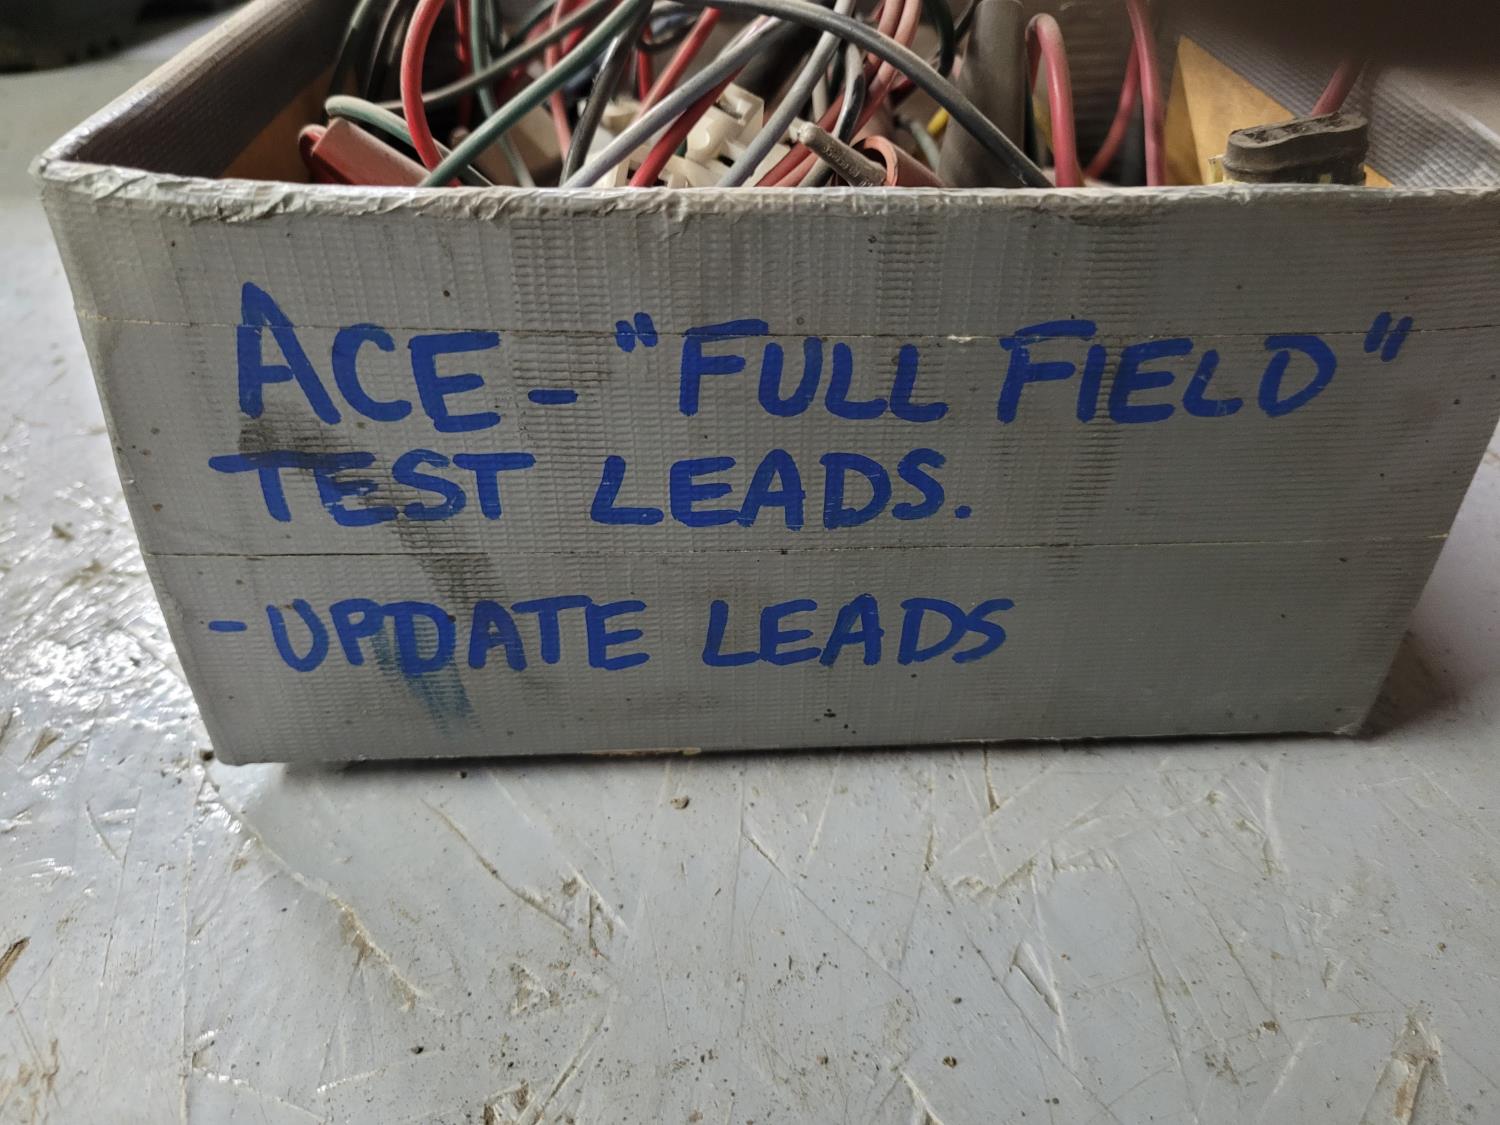 ACE - "FULL FIELD"
TEST LEADS.
- UPDATE LEADS